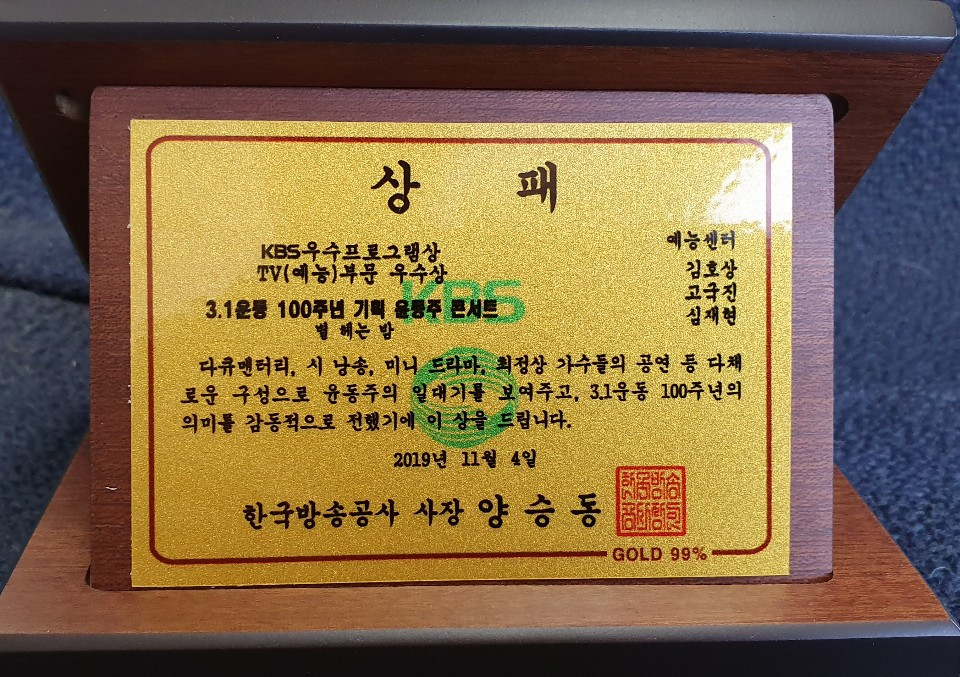 상 패
예능센터
KBS우수프로그램상
TV(예능)부문 우수상
김호상
고국진
심재현
3.1운동 100주년 기획 윤동주 콘서트
별 헤는 밤
KBS
다큐멘터리, 시 낭송, 미니 드라마, 최정상 가수들의 공연 등 다채
로운 구성으로 윤동주의 일대기를 보여주고, 3.1운동 100주년의
의미를 감동적으로 전했기에 이 상을 드립니다.
2019년 11월 4일
한국방송공사 사장 양승동
GOLD 99%